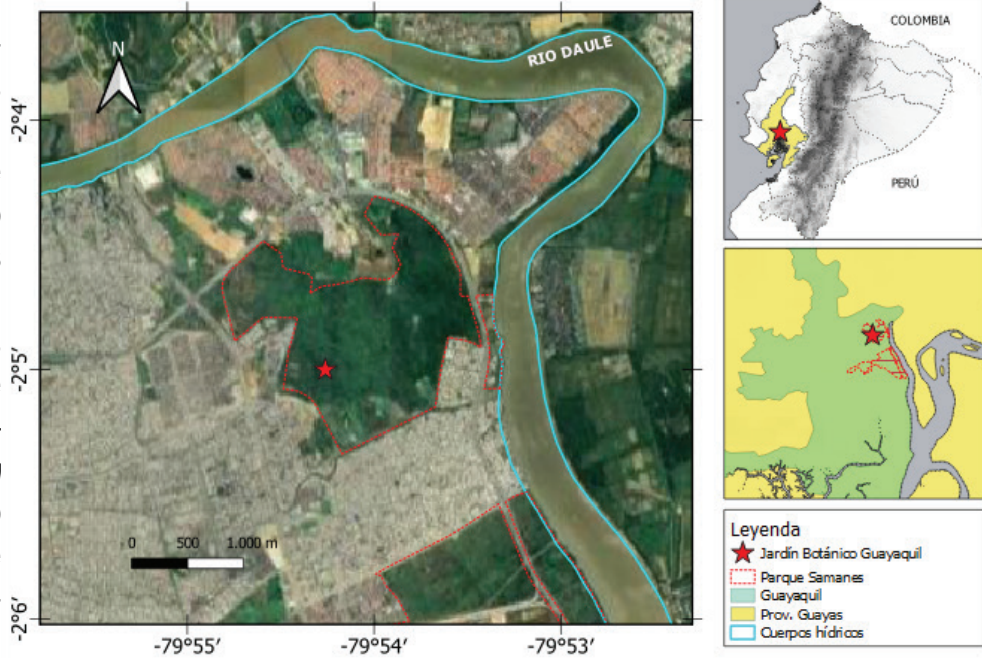 N
RIO DAULE
-2°4'
-2°5'
-2°6'
0 500 1.000 m
-79°55'
-79°54'
-79°53'
COLOMBIA
PERÚ
Leyenda
Jardín Botánico Guayaquil
Parque Samanes
Guayaquil
Prov. Guayas
Cuerpos hídricos